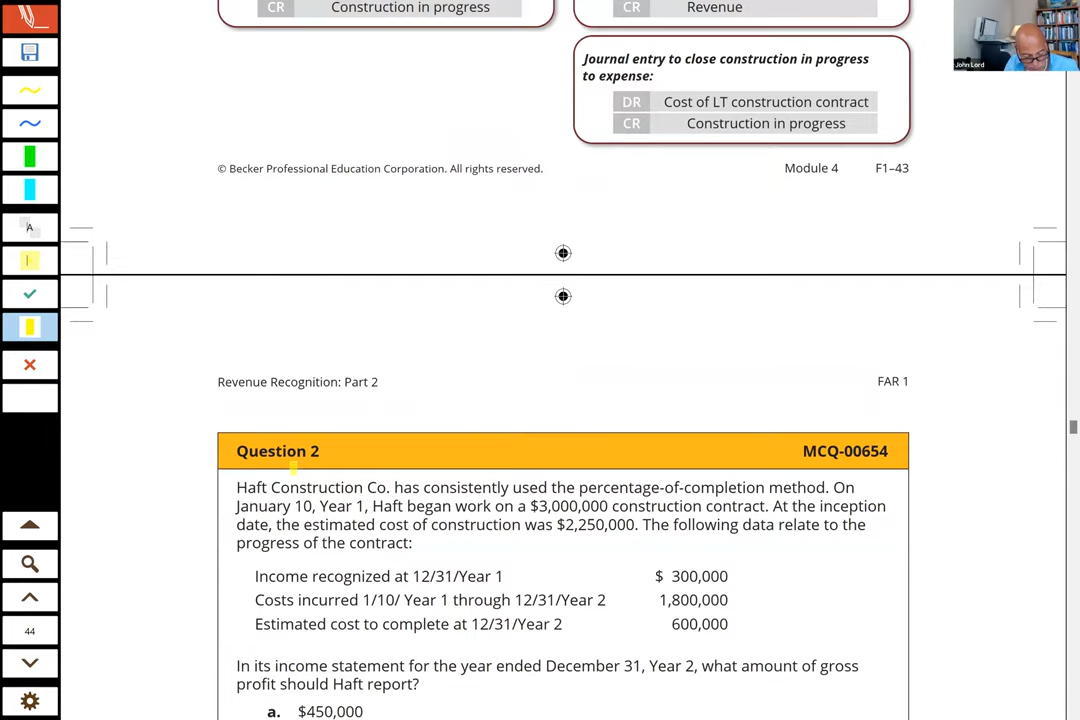 CR Construction in progress
CR Revenue
John Lord
Journal entry to close construction in progress
to expense:
DR Cost of LT construction contract
CR Construction in progress
© Becker Professional Education Corporation. All rights reserved.
Module 4 F1–43
A
Revenue Recognition: Part 2
FAR 1
Question 2 MCQ-00654
Haft Construction Co. has consistently used the percentage-of-completion method. On
January 10, Year 1, Haft began work on a $3,000,000 construction contract. At the inception
date, the estimated cost of construction was $2,250,000. The following data relate to the
progress of the contract:
Income recognized at 12/31/Year 1 $ 300,000
Costs incurred 1/10/ Year 1 through 12/31/Year 2 1,800,000
Estimated cost to complete at 12/31/Year 2 600,000
44
In its income statement for the year ended December 31, Year 2, what amount of gross
profit should Haft report?
a. $450,000